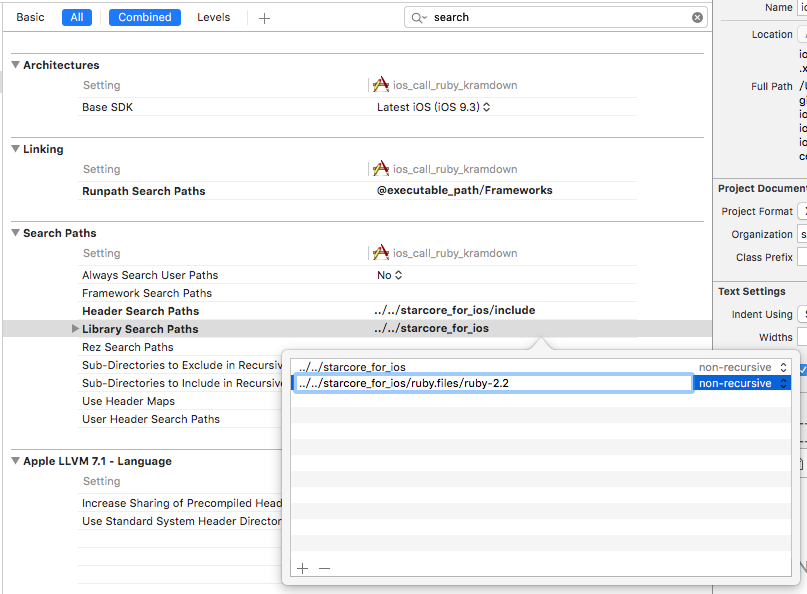 Basic All Combined Levels + search
Name
Architectures
Location
Setting ios_call_ruby_kramdown
Full Path
Base SDK Latest iOS (iOS 9.3)
Linking
Setting ios_call_ruby_kramdown
Runpath Search Paths @executable_path/Frameworks
Project Documen
Project Format
Search Paths
Organization
Setting ios_call_ruby_kramdown
Class Prefix
Always Search User Paths No
Framework Search Paths
Text Settings
Header Search Paths ../../starcore_for_ios/include
Indent Using
Library Search Paths ../../starcore_for_ios
Widths
Rez Search Paths
Sub-Directories to Exclude in Recursiv
../../starcore_for_ios non-recursive
Sub-Directories to Include in Recursive
../../starcore_for_ios/ruby.files/ruby-2.2 non-recursive
Use Header Maps
User Header Search Paths
Apple LLVM 7.1 - Language
Setting
Increase Sharing of Precompiled Head
Use Standard System Header Director
+ −